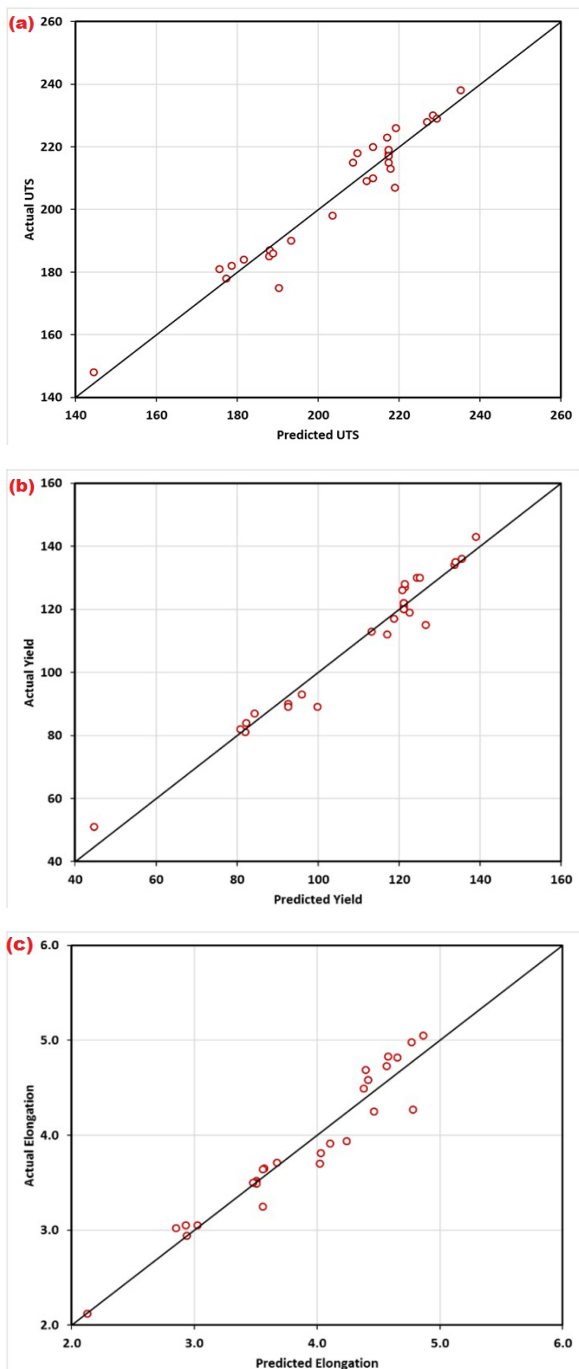 (a)
260
240
220
200
180
160
140
Actual UTS
140 160 180 200 220 240 260
Predicted UTS
(b)
160
140
120
100
80
60
40
Actual Yield
40 60 80 100 120 140 160
Predicted Yield
(c)
6.0
5.0
4.0
3.0
2.0
Actual Elongation
2.0 3.0 4.0 5.0 6.0
Predicted Elongation